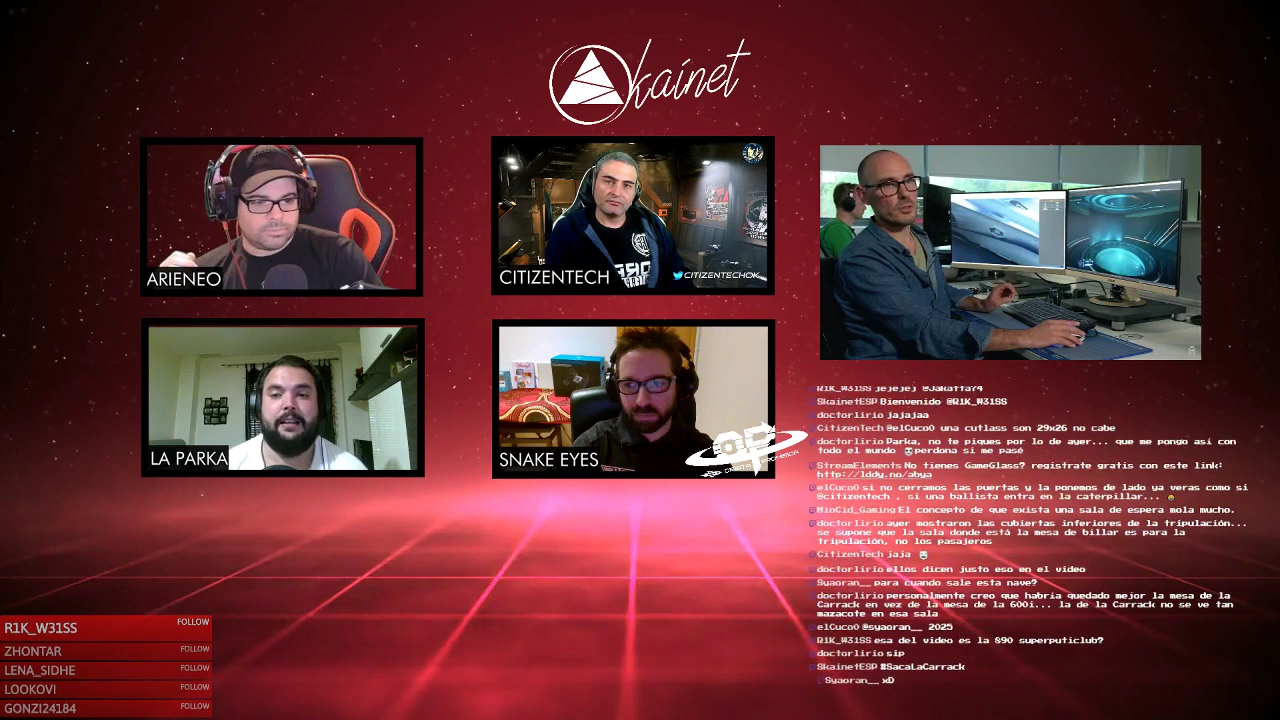 kainet
ARIENEO
CITIZENTECH
CITIZENTECHOK
LA PARKA
SNAKE EYES
R1K_W31SS jejejej @Jakatta74
SkainetESP Bienvenido @R1K_W31SS
doctorlirio jajajaa
CitizenTech @elCuco0 una cutlass son 29x26 no cabe
doctorlirio Parka, no te piques por lo de ayer... que me pongo así con
todo el mundo perdona si me pasé
StreamElements No tienes GameGlass? registrate gratis con este link:
http://lddy.no/abya
elCuco0 si no cerramos las puertas y la ponemos de lado ya veras como si
@citizentech , si una ballista entra en la caterpillar...
MioCid_Gaming El concepto de que exista una sala de espera mola mucho.
doctorlirio ayer mostraron las cubiertas inferiores de la tripulación...
se supone que la sala donde está la mesa de billar es para la
tripulación, no los pasajeros
CitizenTech jaja
doctorlirio ellos dicen justo eso en el video
Syaoran__ para cuando sale esta nave?
doctorlirio personalmente creo que habría quedado mejor la mesa de la
Carrack en vez de la mesa de la 600i... la de la Carrack no se ve tan
mazacote en esa sala
elCuco0 @syaoran__ 2025
R1K_W31SS esa del video es la 890 superputiclub?
doctorlirio sip
SkainetESP #SacaLaCarrack
Syaoran__ xD
R1K_W31SS FOLLOW
ZHONTAR FOLLOW
LENA_SIDHE FOLLOW
LOOKOVI FOLLOW
GONZI24184 FOLLOW